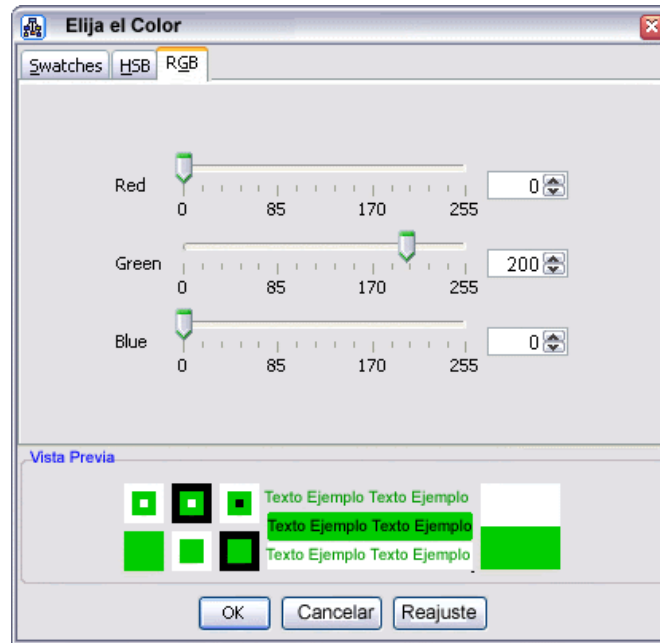 Elija el Color
Swatches HSB RGB
Red 0
0 85 170 255
Green 200
0 85 170 255
Blue 0
0 85 170 255
Vista Previa
Texto Ejemplo Texto Ejemplo
Texto Ejemplo Texto Ejemplo
Texto Ejemplo Texto Ejemplo
OK Cancelar Reajuste